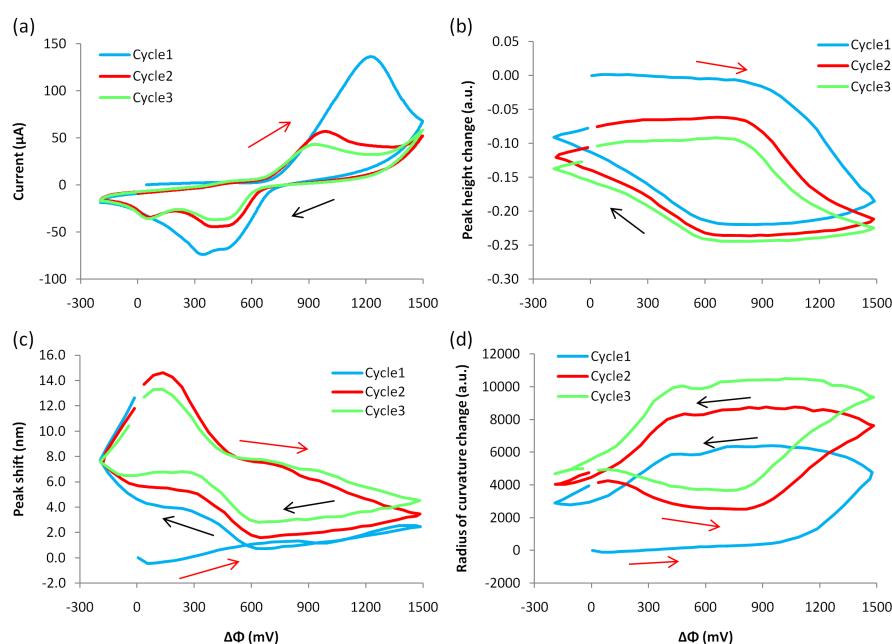 (a)
Current (µA)
150
100
50
0
-50
-100
-300 0 300 600 900 1200 1500
Cycle1
Cycle2
Cycle3
(b)
Peak height change (a.u.)
0.05
0.00
-0.05
-0.10
-0.15
-0.20
-0.25
-0.30
-300 0 300 600 900 1200 1500
Cycle1
Cycle2
Cycle3
(c)
Peak shift (nm)
16.0
14.0
12.0
10.0
8.0
6.0
4.0
2.0
0.0
-2.0
-300 0 300 600 900 1200 1500
ΔΦ (mV)
Cycle1
Cycle2
Cycle3
(d)
Radius of curvature change (a.u.)
12000
10000
8000
6000
4000
2000
0
-2000
-300 0 300 600 900 1200 1500
ΔΦ (mV)
Cycle1
Cycle2
Cycle3